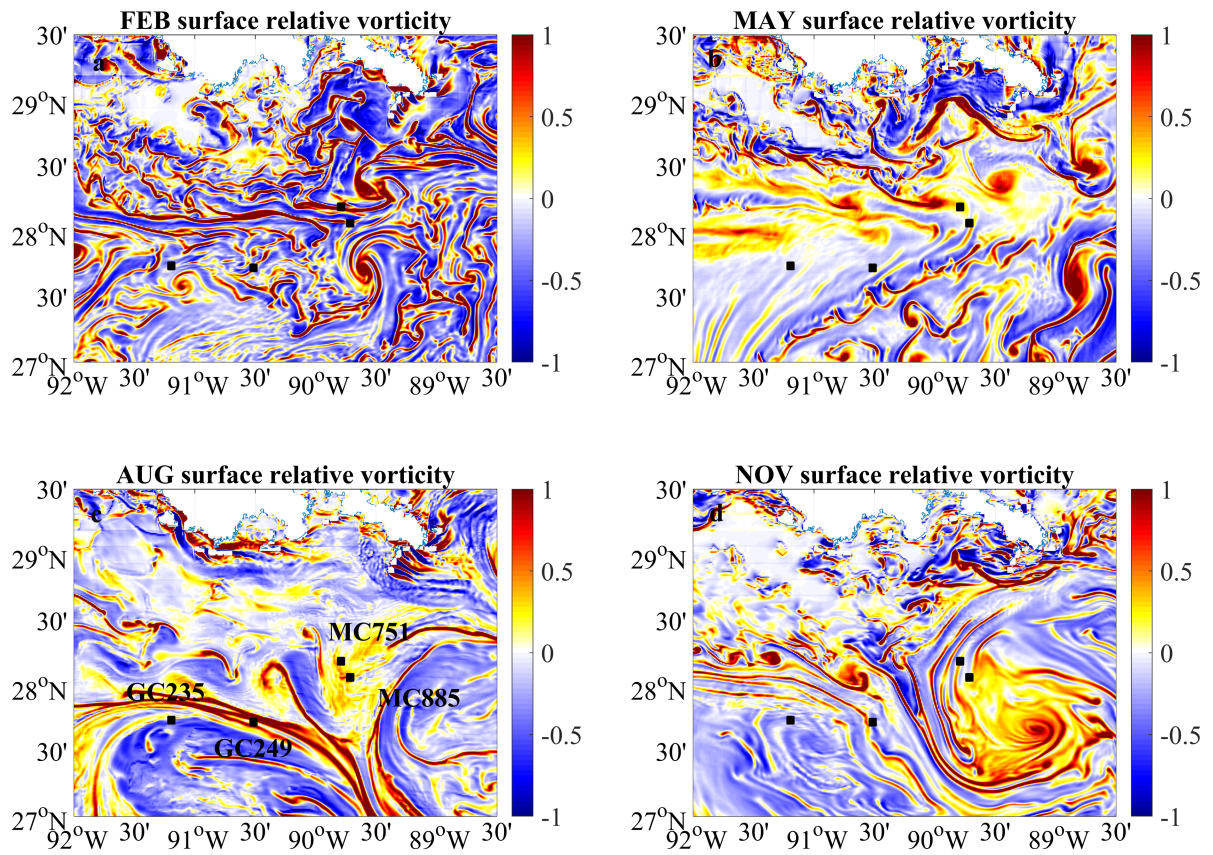 FEB surface relative vorticity
a
30'
29°N
30'
28°N
30'
27°N
92°W 30' 91°W 30' 90°W 30' 89°W 30'
1
0.5
0
-0.5
-1
MAY surface relative vorticity
b
30'
29°N
30'
28°N
30'
27°N
92°W 30' 91°W 30' 90°W 30' 89°W 30'
1
0.5
0
-0.5
-1
AUG surface relative vorticity
c
30'
29°N
30'
28°N
30'
27°N
MC751
GC235
MC885
GC249
92°W 30' 91°W 30' 90°W 30' 89°W 30'
1
0.5
0
-0.5
-1
NOV surface relative vorticity
d
30'
29°N
30'
28°N
30'
27°N
92°W 30' 91°W 30' 90°W 30' 89°W 30'
1
0.5
0
-0.5
-1